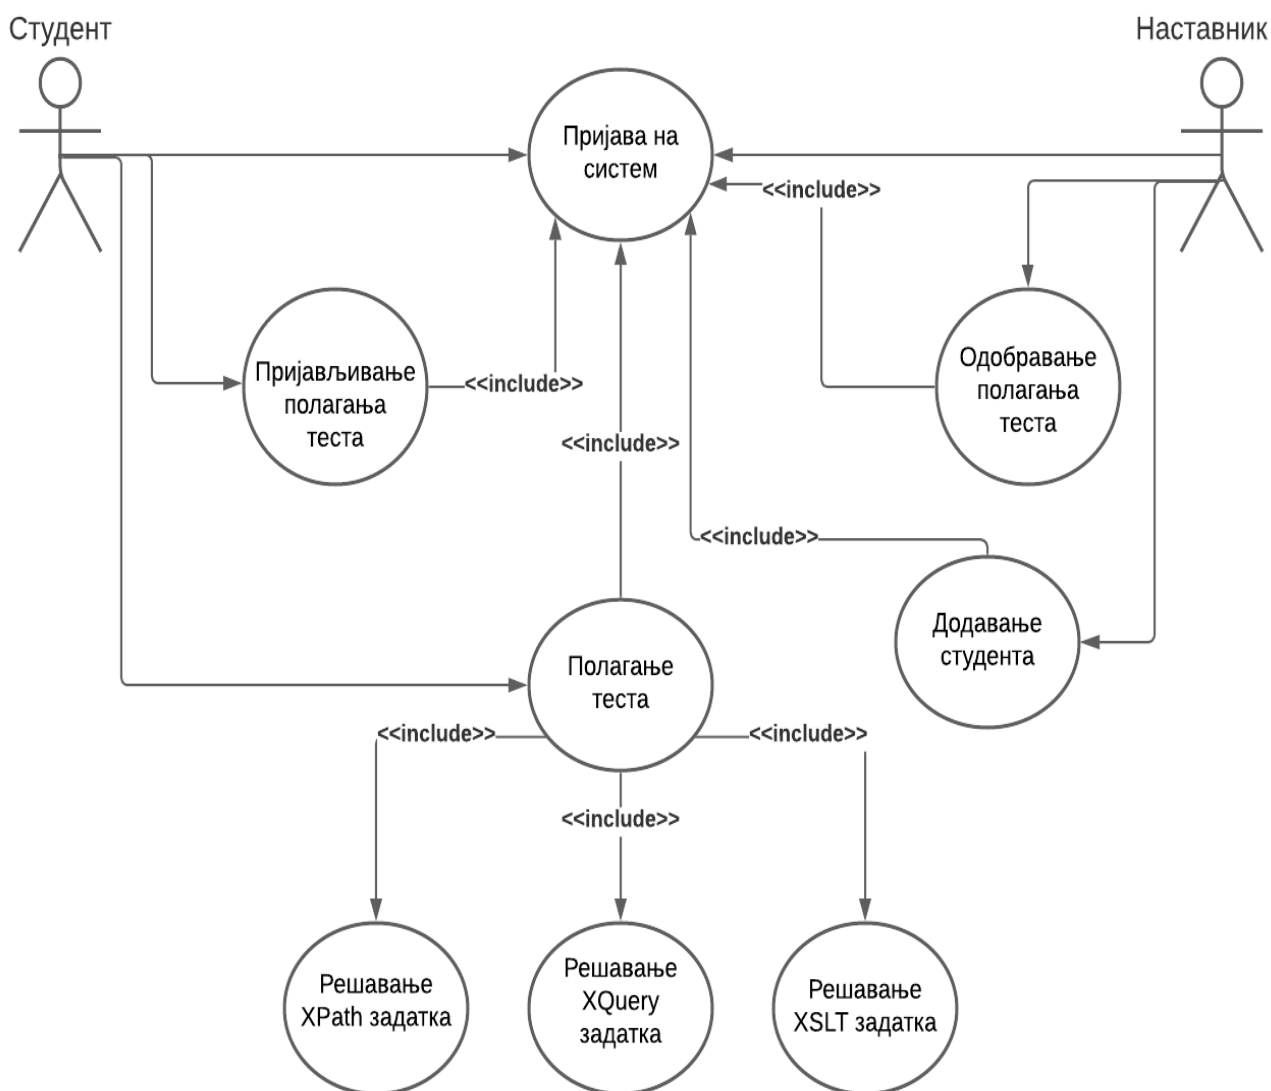 Студент
Наставник
Пријава на
систем
<<include>>
Пријављивање
полагања
теста
<<include>>
Одобравање
полагања
теста
<<include>>
<<include>>
Додавање
студента
Полагање
теста
<<include>>
<<include>>
<<include>>
Решавање
XPath задатка
Решавање
XQuery
задатка
Решавање
XSLT задатка